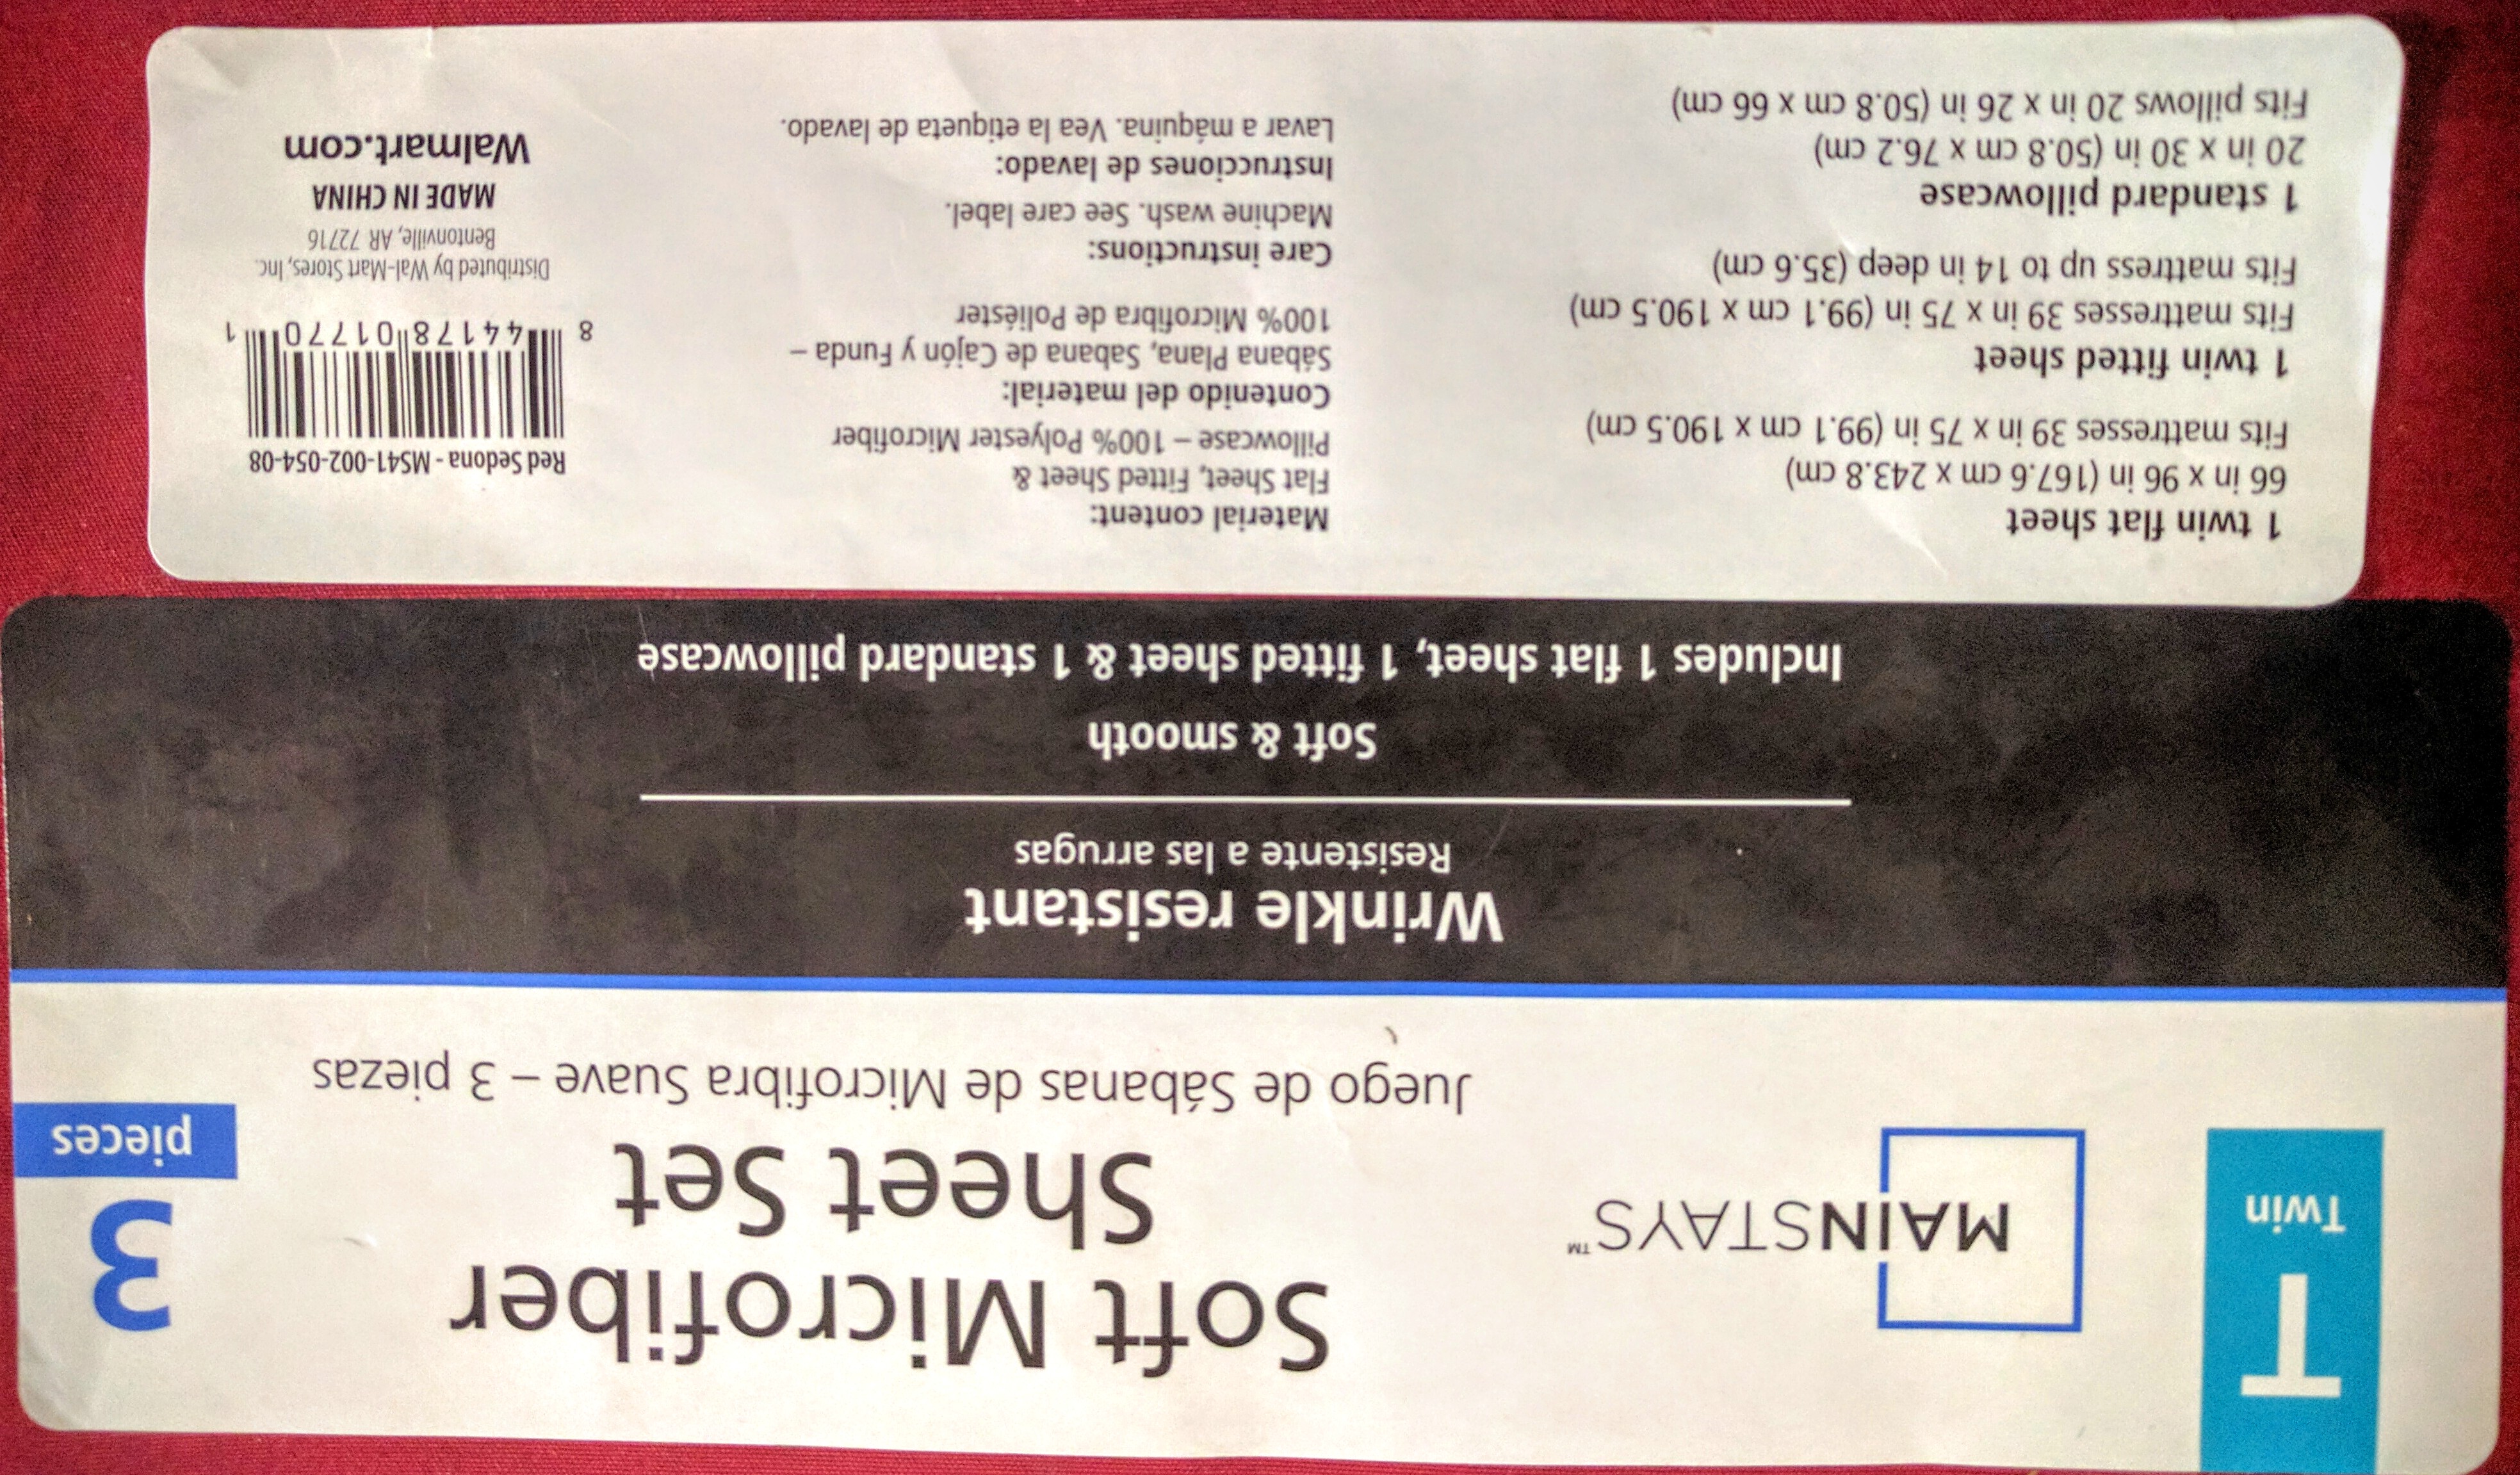 T
Twin
MAINSTAYS™
Soft Microfiber
Sheet Set
Juego de Sábanas de Microfibra Suave – 3 piezas
3
pieces
Wrinkle resistant
Resistente a las arrugas
Soft & smooth
Includes 1 flat sheet, 1 fitted sheet & 1 standard pillowcase
1 twin flat sheet
66 in x 96 in (167.6 cm x 243.8 cm)
Fits mattresses 39 in x 75 in (99.1 cm x 190.5 cm)
1 twin fitted sheet
Fits mattresses 39 in x 75 in (99.1 cm x 190.5 cm)
Fits mattress up to 14 in deep (35.6 cm)
1 standard pillowcase
20 in x 30 in (50.8 cm x 76.2 cm)
Fits pillows 20 in x 26 in (50.8 cm x 66 cm)
Material content:
Flat Sheet, Fitted Sheet &
Pillowcase – 100% Polyester Microfiber
Contenido del material:
Sábana Plana, Sabana de Cajón y Funda –
100% Microfibra de Poliéster
Care instructions:
Machine wash. See care label.
Instrucciones de lavado:
Lavar a máquina. Vea la etiqueta de lavado.
Red Sedona - MS41-002-054-08
8 44178 01770 1
Distributed by Wal-Mart Stores, Inc.
Bentonville, AR 72716
MADE IN CHINA
Walmart.com